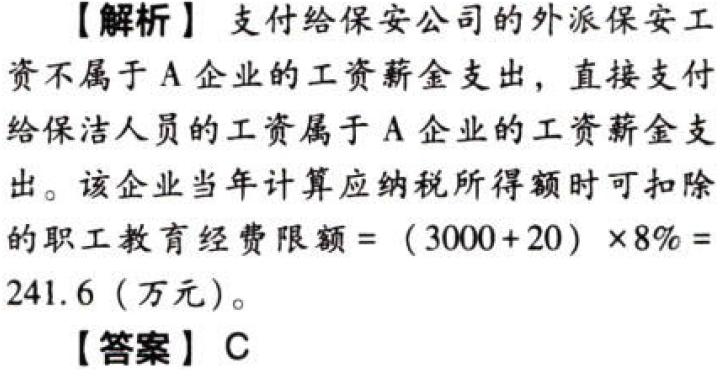 【解析】 支付给保安公司的外派保安工
资不属于 A 企业的工资薪金支出，直接支付
给保洁人员的工资属于 A 企业的工资薪金支
出。该企业当年计算应纳税所得额时可扣除
的职工教育经费限额 = （3000+20） ×8% =
241.6（万元）。
【答案】 C